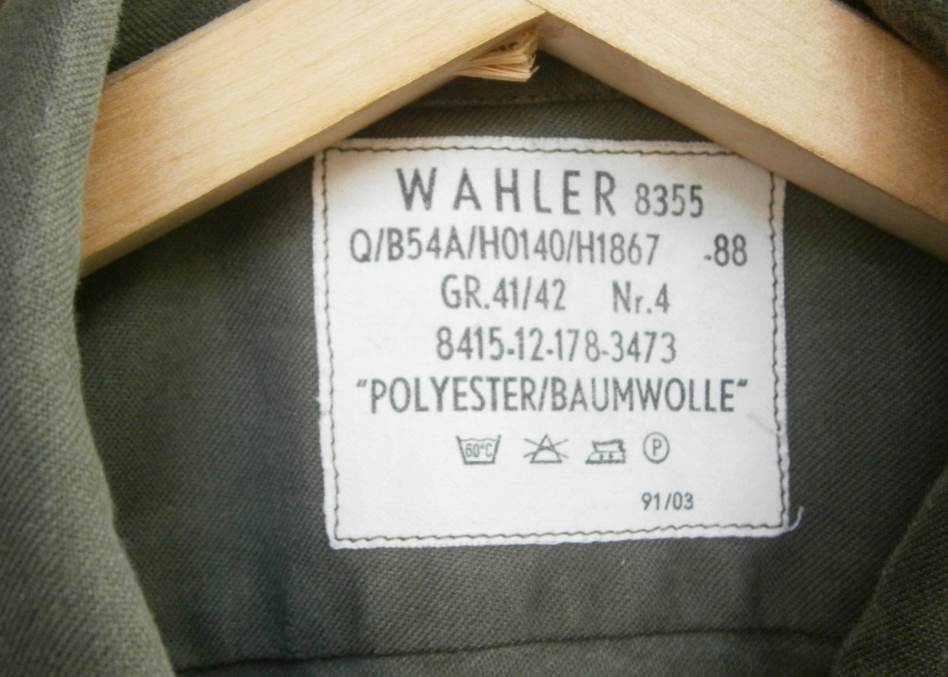 WAHLER 8355
Q/B54A/H0140/H1867 -88
GR.41/42 Nr.4
8415-12-178-3473
"POLYESTER/BAUMWOLLE"
60°C P
91/03